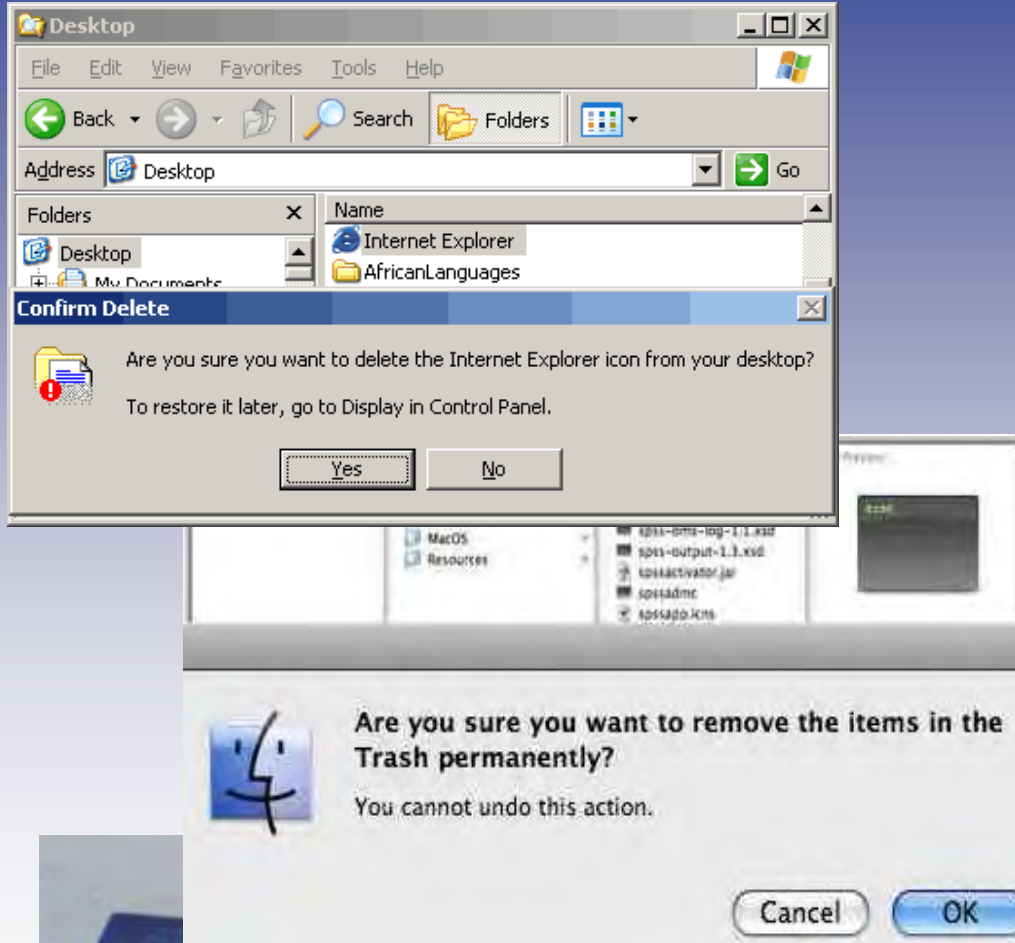 Desktop
File Edit View Favorites Tools Help
Back Search Folders
Address Desktop Go
Folders
Name
Desktop
Internet Explorer
My Documents
AfricanLanguages
Confirm Delete
Are you sure you want to delete the Internet Explorer icon from your desktop?
To restore it later, go to Display in Control Panel.
Yes No
MacOS
Resources
spss-output-1.1.xsd
spssactivator.jar
Are you sure you want to remove the items in the
Trash permanently?
You cannot undo this action.
Cancel OK